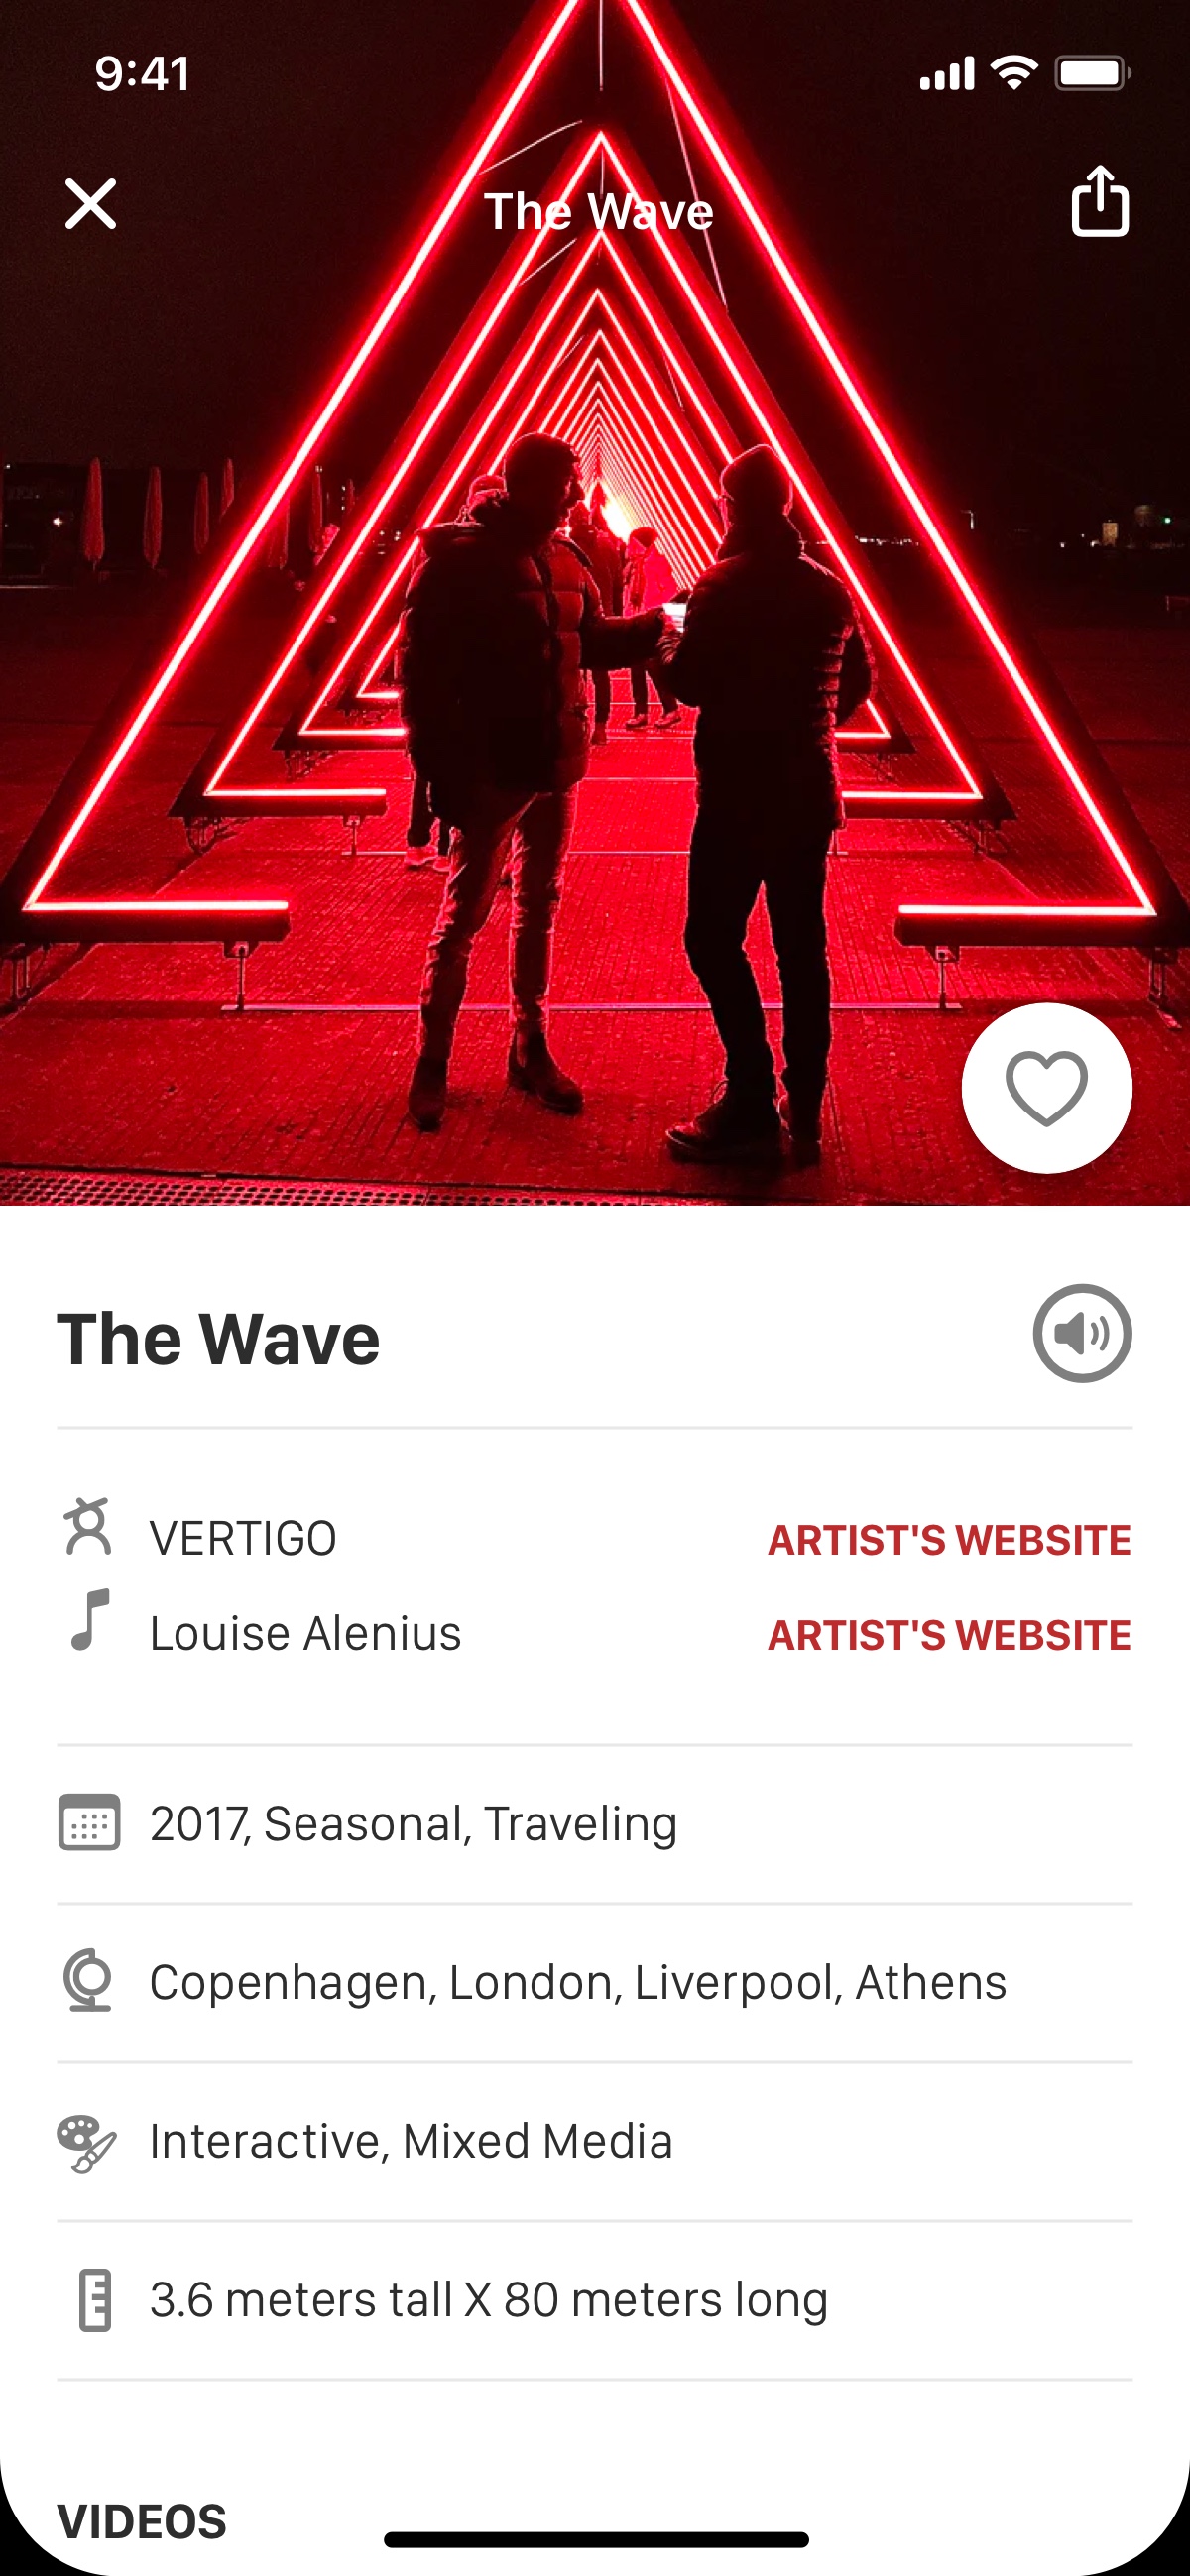 9:41
The Wave
The Wave
VERTIGO
ARTIST'S WEBSITE
Louise Alenius
ARTIST'S WEBSITE
2017, Seasonal, Traveling
Copenhagen, London, Liverpool, Athens
Interactive, Mixed Media
3.6 meters tall X 80 meters long
VIDEOS